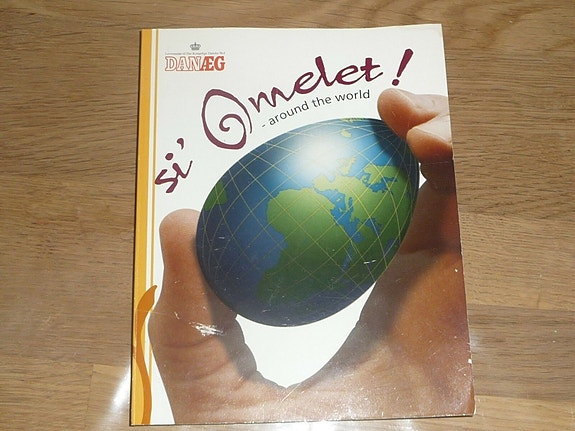 DANÆG
si' Omelet!
- around the world